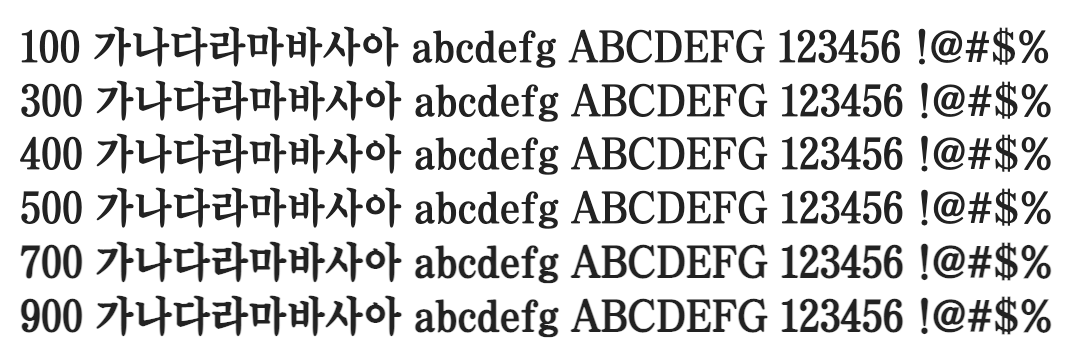 100 가나다라마바사아 abcdefg ABCDEFG 123456 !@#$%
300 가나다라마바사아 abcdefg ABCDEFG 123456 !@#$%
400 가나다라마바사아 abcdefg ABCDEFG 123456 !@#$%
500 가나다라마바사아 abcdefg ABCDEFG 123456 !@#$%
700 가나다라마바사아 abcdefg ABCDEFG 123456 !@#$%
900 가나다라마바사아 abcdefg ABCDEFG 123456 !@#$%